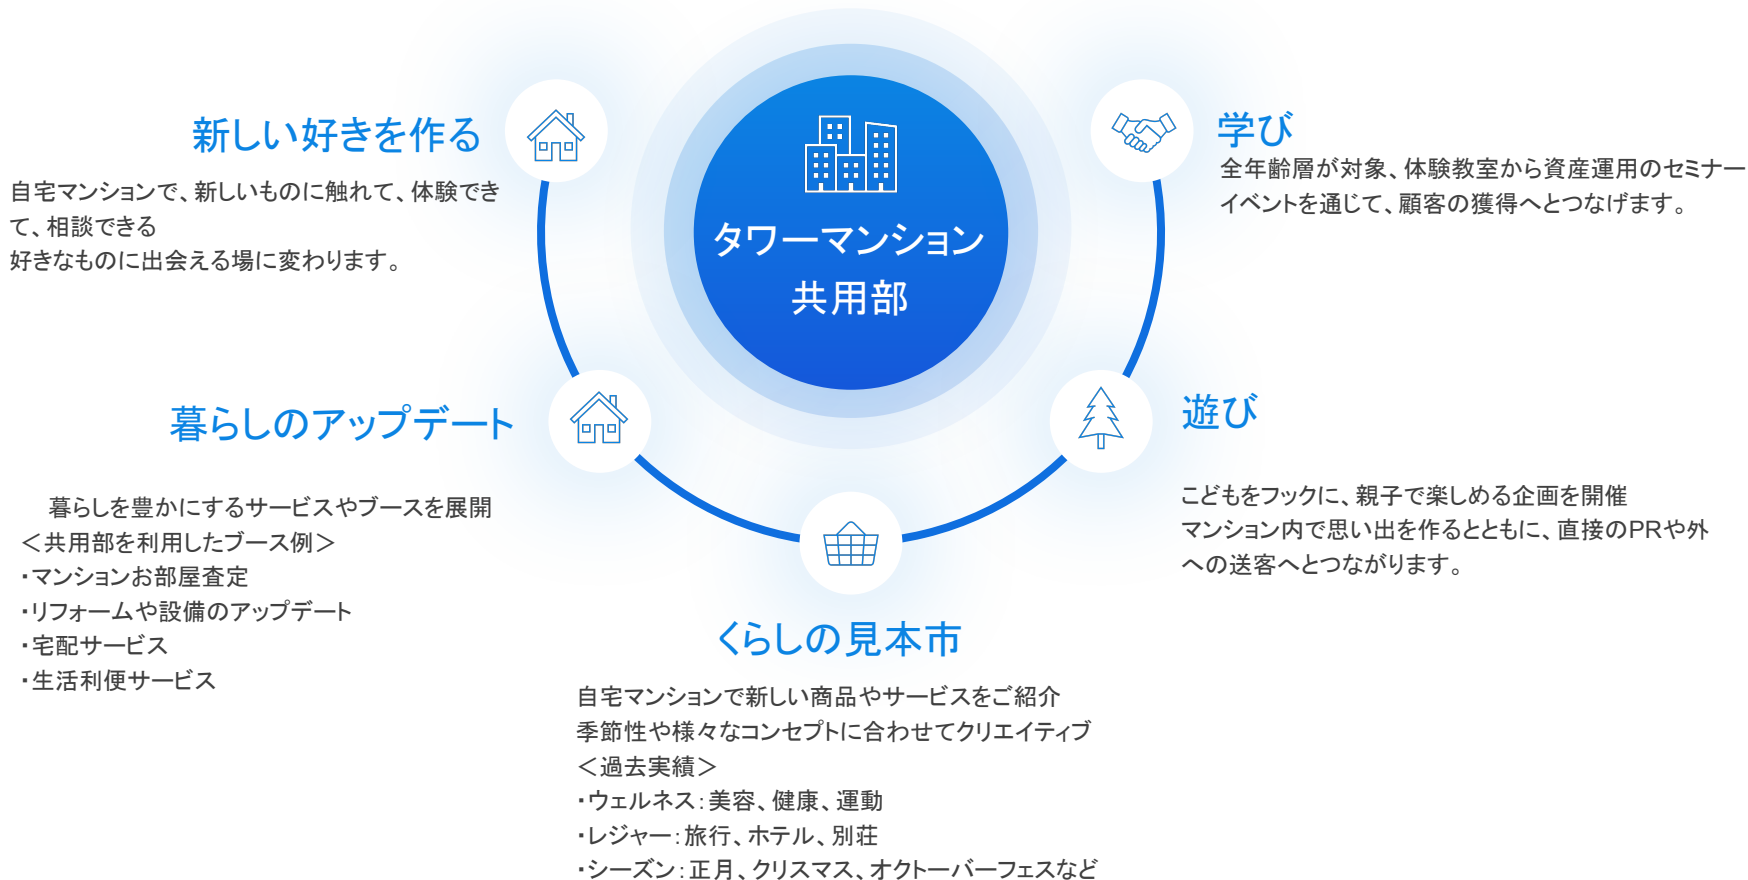 タワーマンション
共用部
新しい好きを作る
自宅マンションで、新しいものに触れて、体験でき
て、相談できる
好きなものに出会える場に変わります。
暮らしのアップデート
暮らしを豊かにするサービスやブースを展開
＜共用部を利用したブース例＞
・マンションお部屋査定
・リフォームや設備のアップデート
・宅配サービス
・生活利便サービス
くらしの見本市
自宅マンションで新しい商品やサービスをご紹介
季節性や様々なコンセプトに合わせてクリエイティブ
＜過去実績＞
・ウェルネス：美容、健康、運動
・レジャー：旅行、ホテル、別荘
・シーズン：正月、クリスマス、オクトーバーフェスなど
遊び
こどもをフックに、親子で楽しめる企画を開催
マンション内で思い出を作るとともに、直接のPRや外
への送客へとつながります。
学び
全年齢層が対象、体験教室から資産運用のセミナー
イベントを通じて、顧客の獲得へとつなげます。